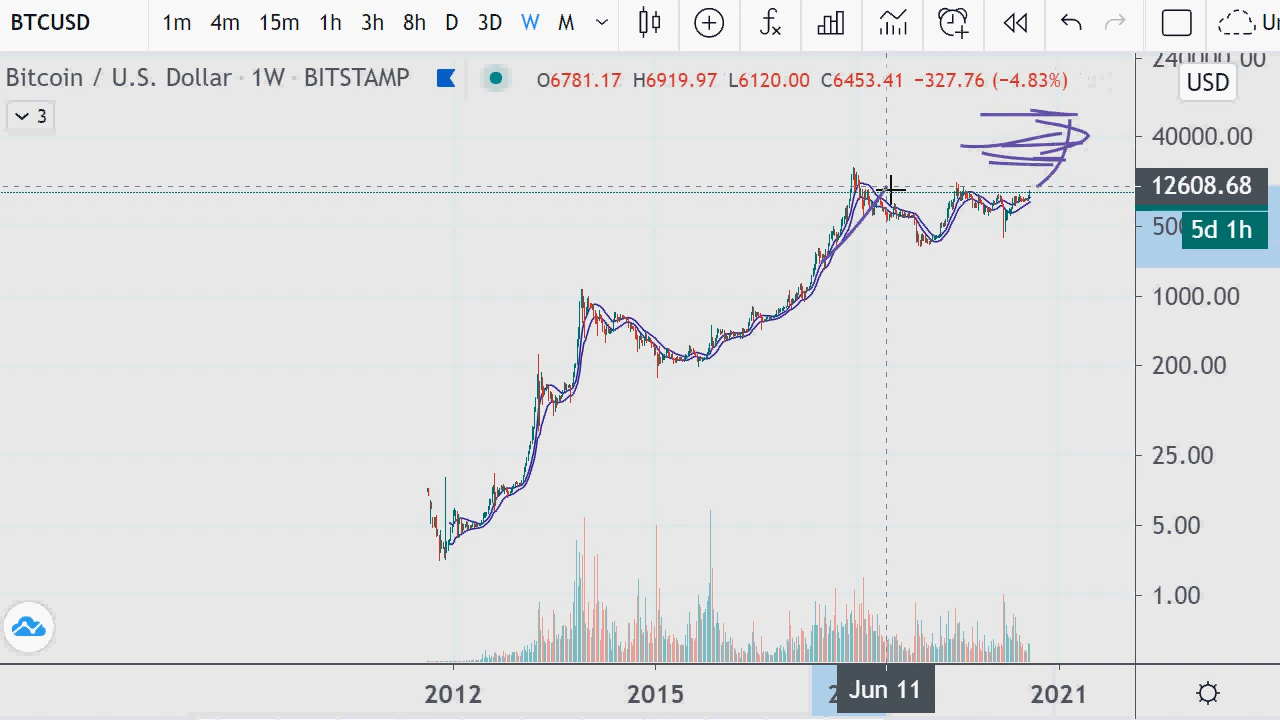 BTCUSD 1m 4m 15m 1h 3h 8h D 3D W M
Bitcoin / U.S. Dollar · 1W · BITSTAMP O6781.17 H6919.97 L6120.00 C6453.41 −327.76 (−4.83%)
USD
3
40000.00
12608.68
5d 1h
1000.00
200.00
25.00
5.00
1.00
2012 2015 Jun 11 2021